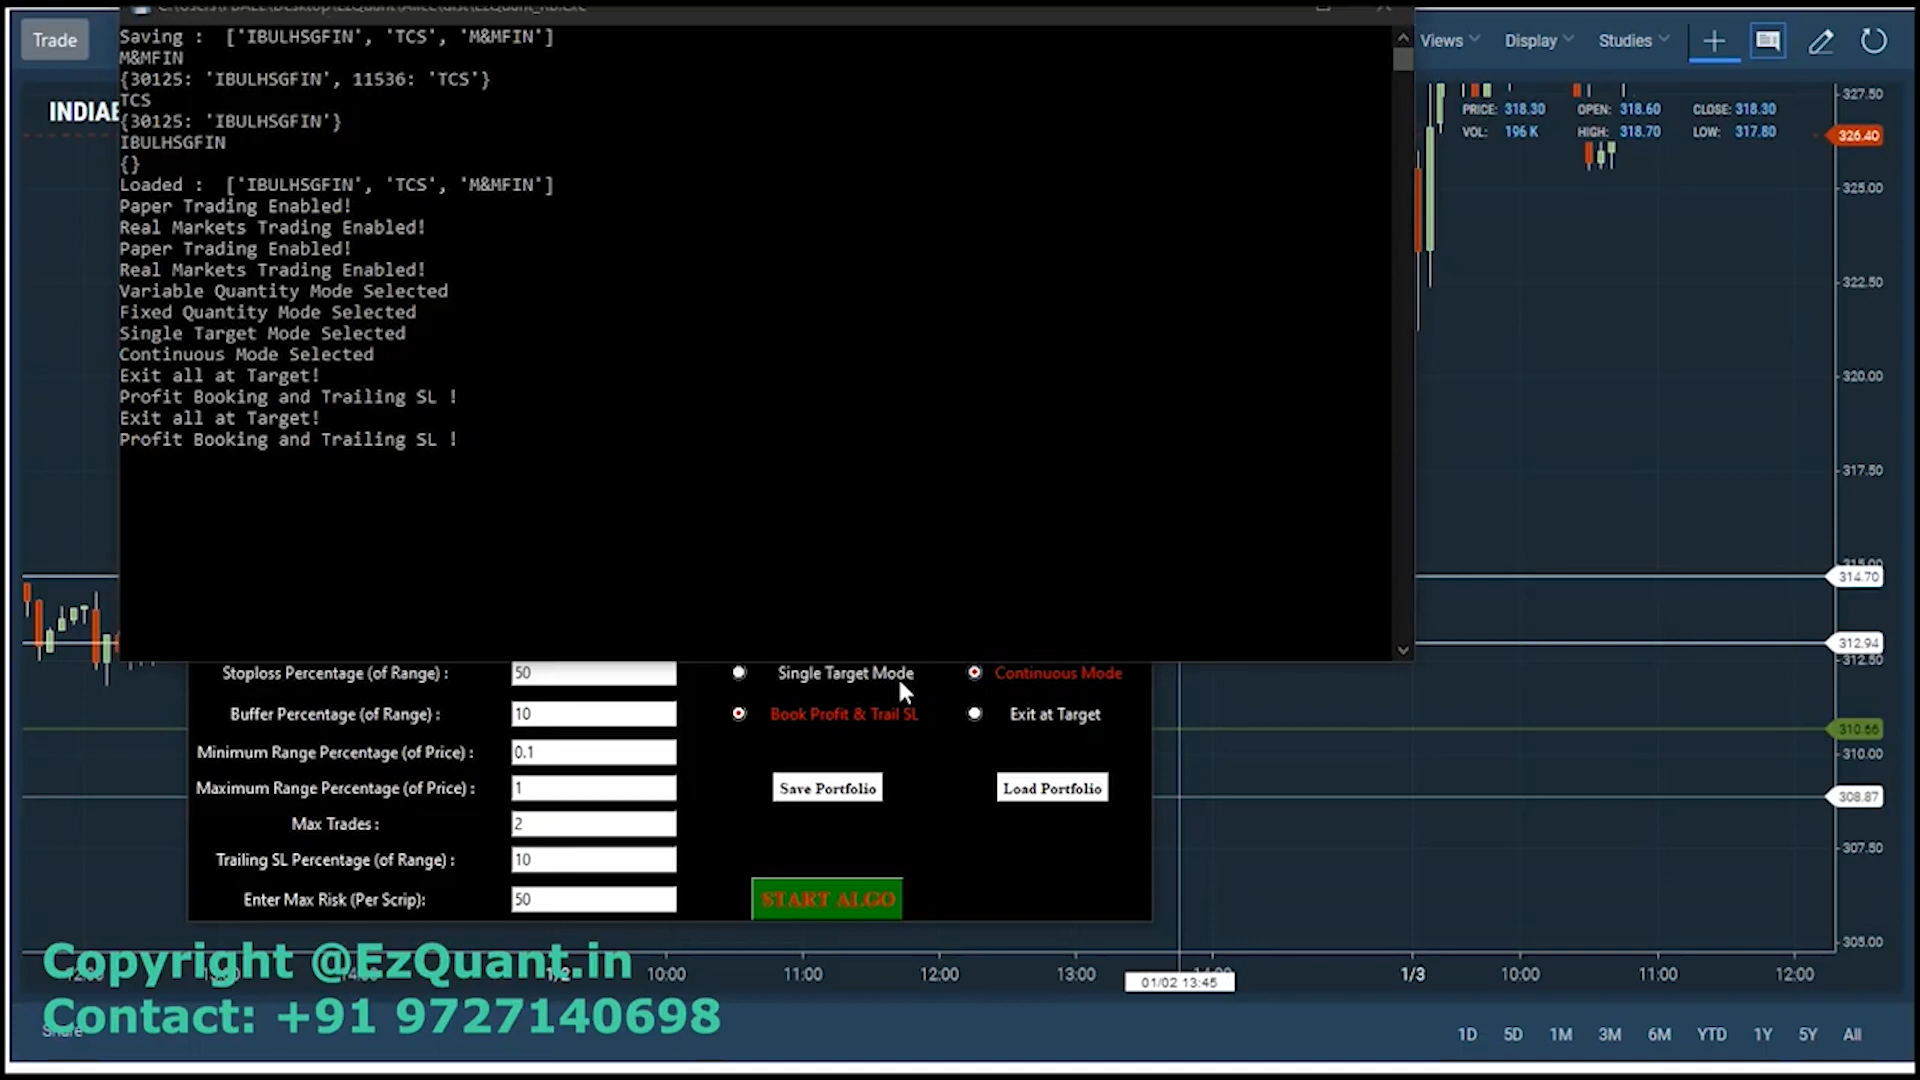 Trade
Views
Display
Studies
Saving :  ['IBULHSGFIN', 'TCS', 'M&MFIN']
M&MFIN
{30125: 'IBULHSGFIN', 11536: 'TCS'}
TCS
{30125: 'IBULHSGFIN'}
IBULHSGFIN
{}
Loaded :  ['IBULHSGFIN', 'TCS', 'M&MFIN']
Paper Trading Enabled!
Real Markets Trading Enabled!
Paper Trading Enabled!
Real Markets Trading Enabled!
Variable Quantity Mode Selected
Fixed Quantity Mode Selected
Single Target Mode Selected
Continuous Mode Selected
Exit all at Target!
Profit Booking and Trailing SL !
Exit all at Target!
Profit Booking and Trailing SL !
PRICE: 318.30 OPEN: 318.60 CLOSE: 318.30
VOL: 196 K HIGH: 318.70 LOW: 317.80
327.50
326.40
325.00
322.50
320.00
317.50
315.00
314.70
312.94
312.50
310.66
310.00
308.87
307.50
305.00
Stoploss Percentage (of Range) : 50
Single Target Mode
Continuous Mode
Buffer Percentage (of Range) : 10
Book Profit & Trail SL
Exit at Target
Minimum Range Percentage (of Price) : 0.1
Maximum Range Percentage (of Price) : 1
Save Portfolio
Load Portfolio
Max Trades : 2
Trailing SL Percentage (of Range) : 10
Enter Max Risk (Per Scrip): 50
START ALGO
Copyright @EzQuant.in
Contact: +91 9727140698
10:00 11:00 12:00 13:00 1/3 10:00 11:00 12:00
01/02 13:45
Share
1D 5D 1M 3M 6M YTD 1Y 5Y All